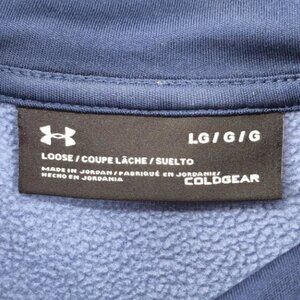 LG / G / G
LOOSE / COUPE LÂCHE / SUELTO
MADE IN JORDAN / FABRIQUÉ EN JORDANIE /
HECHO EN JORDANIA
COLDGEAR